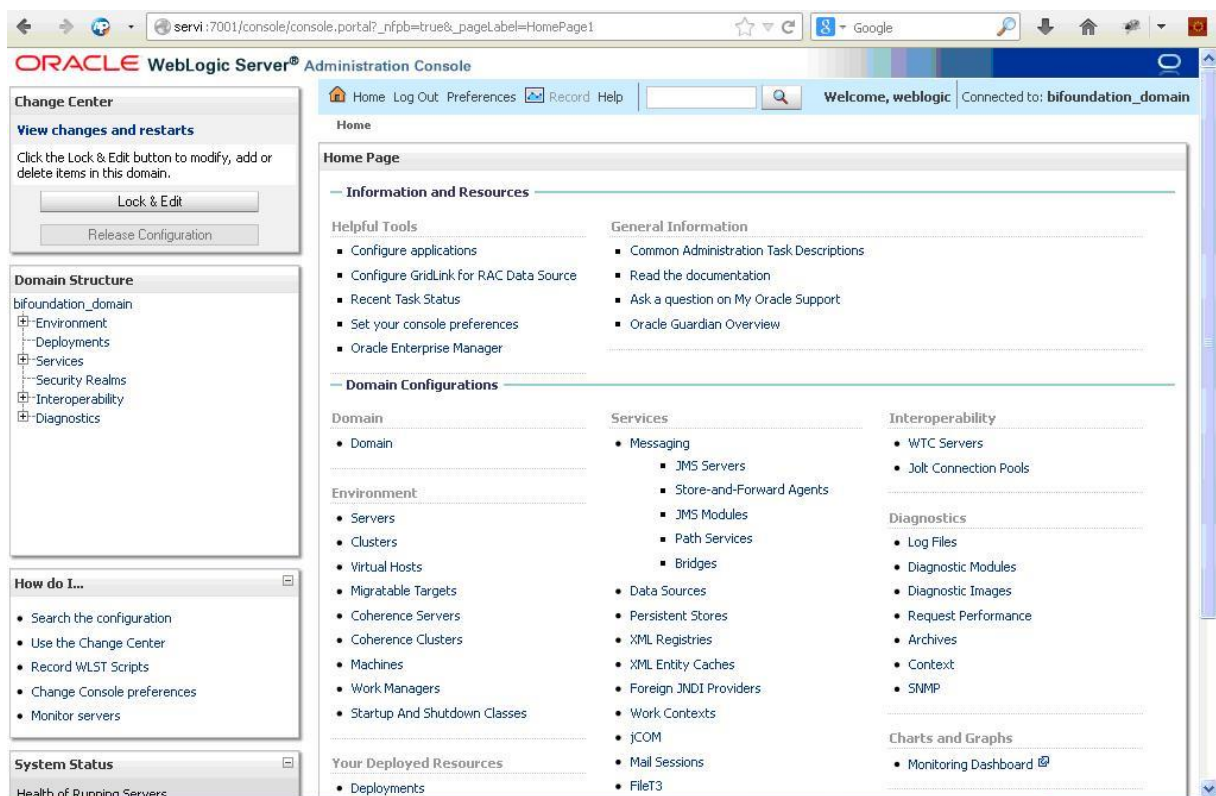 servi :7001/console/console.portal?_nfpb=true&_pageLabel=HomePage1
Google
ORACLE WebLogic Server® Administration Console
Change Center
View changes and restarts
Click the Lock & Edit button to modify, add or
delete items in this domain.
Lock & Edit
Release Configuration
Domain Structure
bifoundation_domain
Environment
Deployments
Services
Security Realms
Interoperability
Diagnostics
How do I...
Search the configuration
Use the Change Center
Record WLST Scripts
Change Console preferences
Monitor servers
System Status
Health of Running Servers
Home Log Out Preferences Record Help
Welcome, weblogic Connected to: bifoundation_domain
Home
Home Page
Information and Resources
Helpful Tools
Configure applications
Configure GridLink for RAC Data Source
Recent Task Status
Set your console preferences
Oracle Enterprise Manager
General Information
Common Administration Task Descriptions
Read the documentation
Ask a question on My Oracle Support
Oracle Guardian Overview
Domain Configurations
Domain
Domain
Environment
Servers
Clusters
Virtual Hosts
Migratable Targets
Coherence Servers
Coherence Clusters
Machines
Work Managers
Startup And Shutdown Classes
Your Deployed Resources
Deployments
Services
Messaging
JMS Servers
Store-and-Forward Agents
JMS Modules
Path Services
Bridges
Data Sources
Persistent Stores
XML Registries
XML Entity Caches
Foreign JNDI Providers
Work Contexts
jCOM
Mail Sessions
FileT3
Interoperability
WTC Servers
Jolt Connection Pools
Diagnostics
Log Files
Diagnostic Modules
Diagnostic Images
Request Performance
Archives
Context
SNMP
Charts and Graphs
Monitoring Dashboard